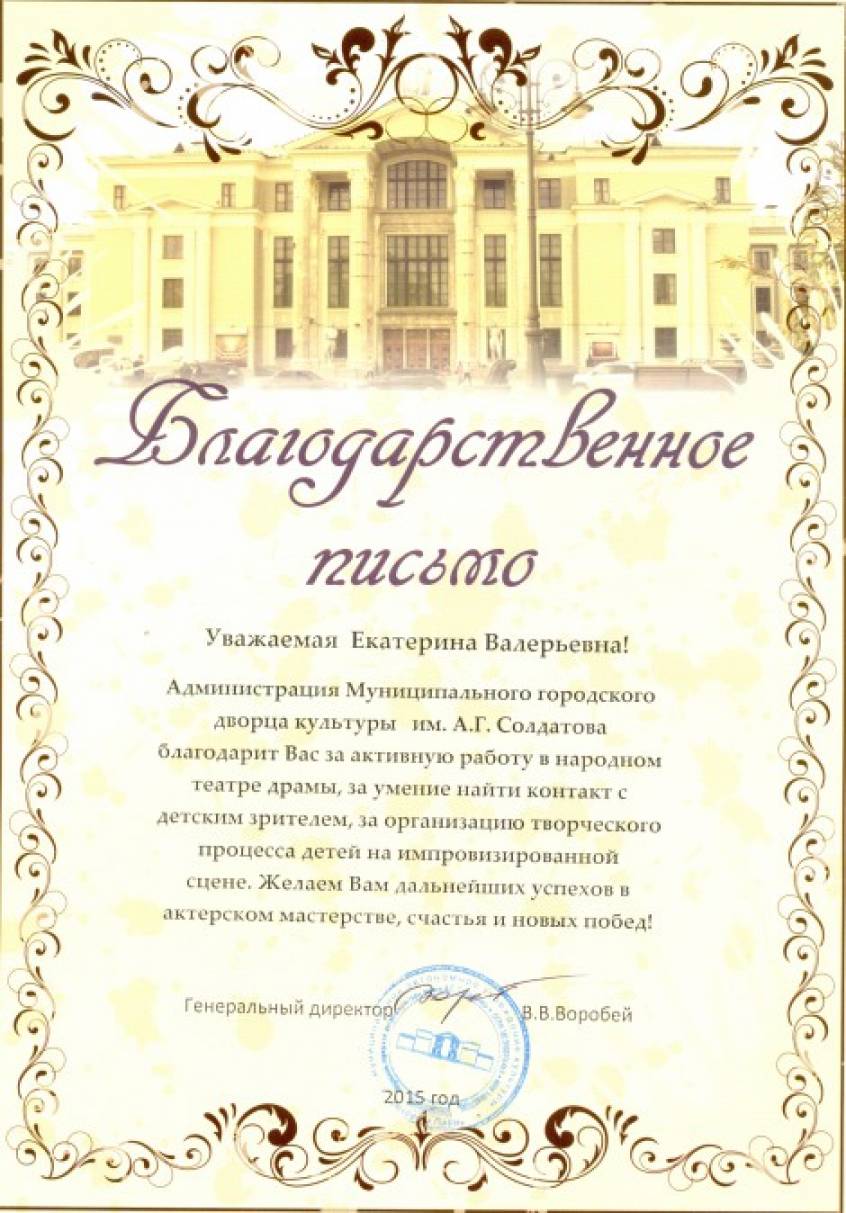 Благодарственное
письмо
Уважаемая Екатерина Валерьевна!
Администрация Муниципального городского
дворца культуры им. А.Г. Солдатова
благодарит Вас за активную работу в народном
театре драмы, за умение найти контакт с
детским зрителем, за организацию творческого
процесса детей на импровизированной
сцене. Желаем Вам дальнейших успехов в
актерском мастерстве, счастья и новых побед!
Генеральный директор В.В.Воробей
2015 год